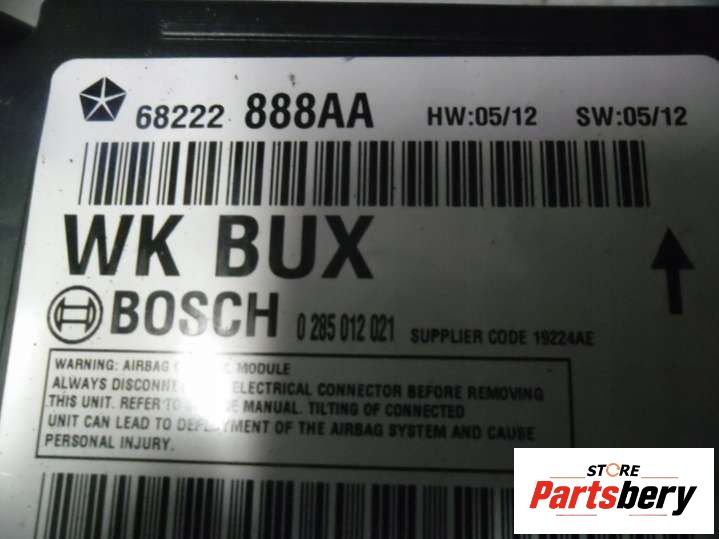 68222 888AA HW:05/12 SW:05/12
WK BUX
BOSCH 0 285 012 021 SUPPLIER CODE 19224AE
WARNING: AIRBAG MODULE
ALWAYS DISCONNE ELECTRICAL CONNECTOR BEFORE REMOVING
THIS UNIT. REFER TO MANUAL. TILTING OF CONNECTED
UNIT CAN LEAD TO DEPLOYMENT OF THE AIRBAG SYSTEM AND CAUSE
PERSONAL INJURY.
STORE
Partsbery